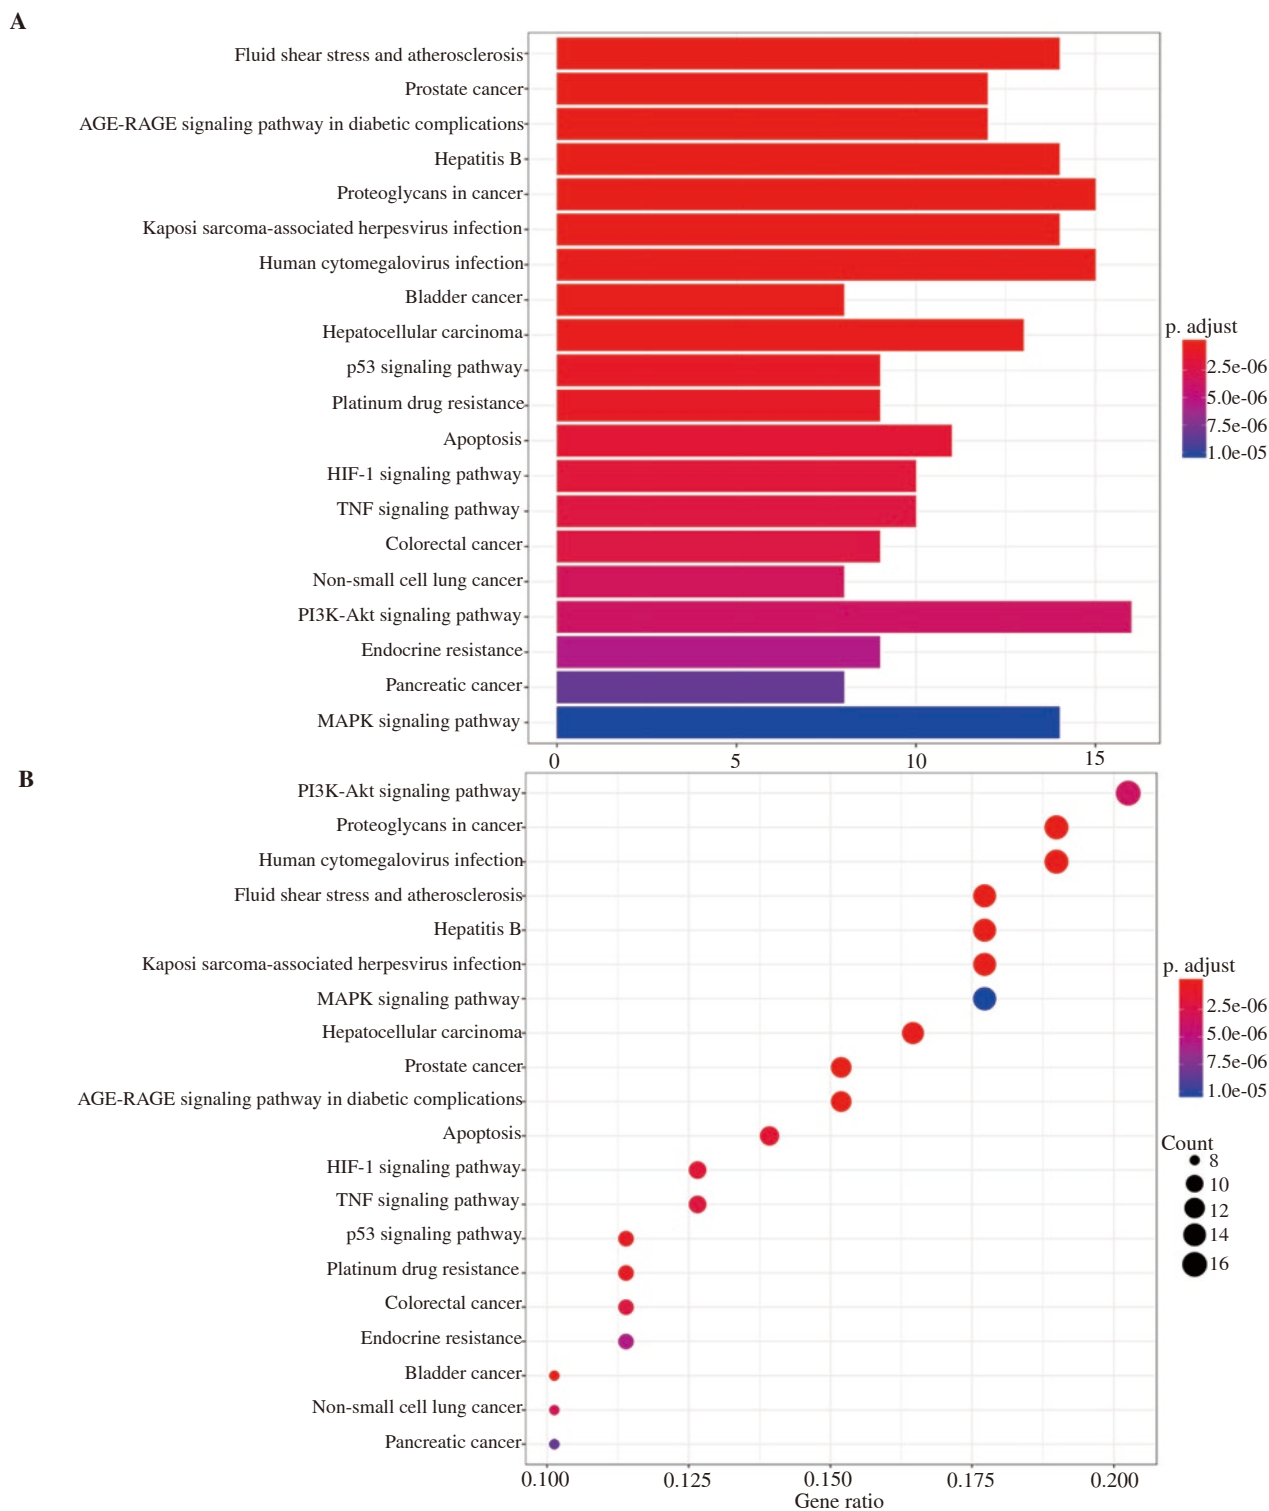 A
Fluid shear stress and atherosclerosis
Prostate cancer
AGE-RAGE signaling pathway in diabetic complications
Hepatitis B
Proteoglycans in cancer
Kaposi sarcoma-associated herpesvirus infection
Human cytomegalovirus infection
Bladder cancer
Hepatocellular carcinoma
p53 signaling pathway
Platinum drug resistance
Apoptosis
HIF-1 signaling pathway
TNF signaling pathway
Colorectal cancer
Non-small cell lung cancer
PI3K-Akt signaling pathway
Endocrine resistance
Pancreatic cancer
MAPK signaling pathway
0 5 10 15
p. adjust
2.5e-06
5.0e-06
7.5e-06
1.0e-05
B
PI3K-Akt signaling pathway
Proteoglycans in cancer
Human cytomegalovirus infection
Fluid shear stress and atherosclerosis
Hepatitis B
Kaposi sarcoma-associated herpesvirus infection
MAPK signaling pathway
Hepatocellular carcinoma
Prostate cancer
AGE-RAGE signaling pathway in diabetic complications
Apoptosis
HIF-1 signaling pathway
TNF signaling pathway
p53 signaling pathway
Platinum drug resistance
Colorectal cancer
Endocrine resistance
Bladder cancer
Non-small cell lung cancer
Pancreatic cancer
0.100 0.125 0.150 0.175 0.200
Gene ratio
p. adjust
2.5e-06
5.0e-06
7.5e-06
1.0e-05
Count
8
10
12
14
16